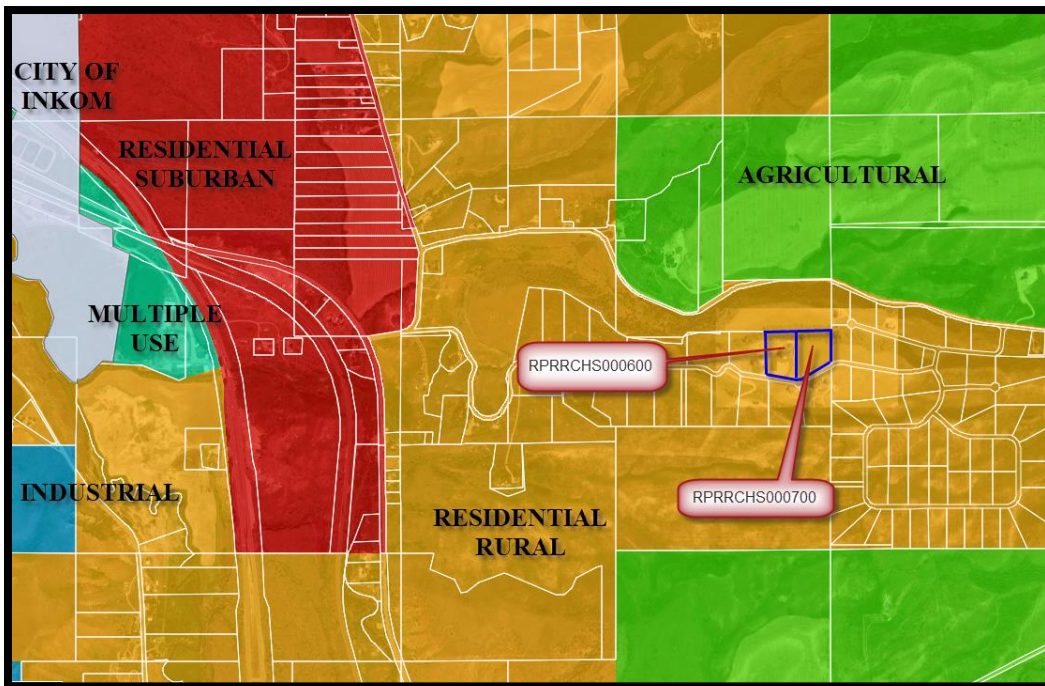 CITY OF
INKOM
RESIDENTIAL
SUBURBAN
AGRICULTURAL
MULTIPLE
USE
RPRRCHS000600
INDUSTRIAL
RPRRCHS000700
RESIDENTIAL
RURAL